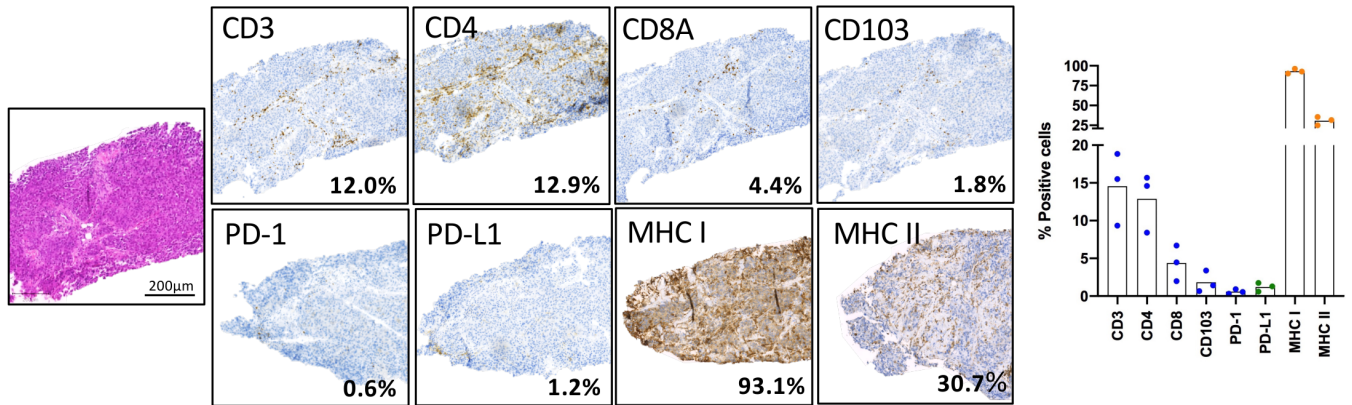 200μm
CD3
12.0%
CD4
12.9%
CD8A
4.4%
CD103
1.8%
PD-1
0.6%
PD-L1
1.2%
MHC I
93.1%
MHC II
30.7%
% Positive cells
100
75
50
25
20
15
10
5
0
CD3
CD4
CD8
CD103
PD-1
PD-L1
MHC I
MHC II